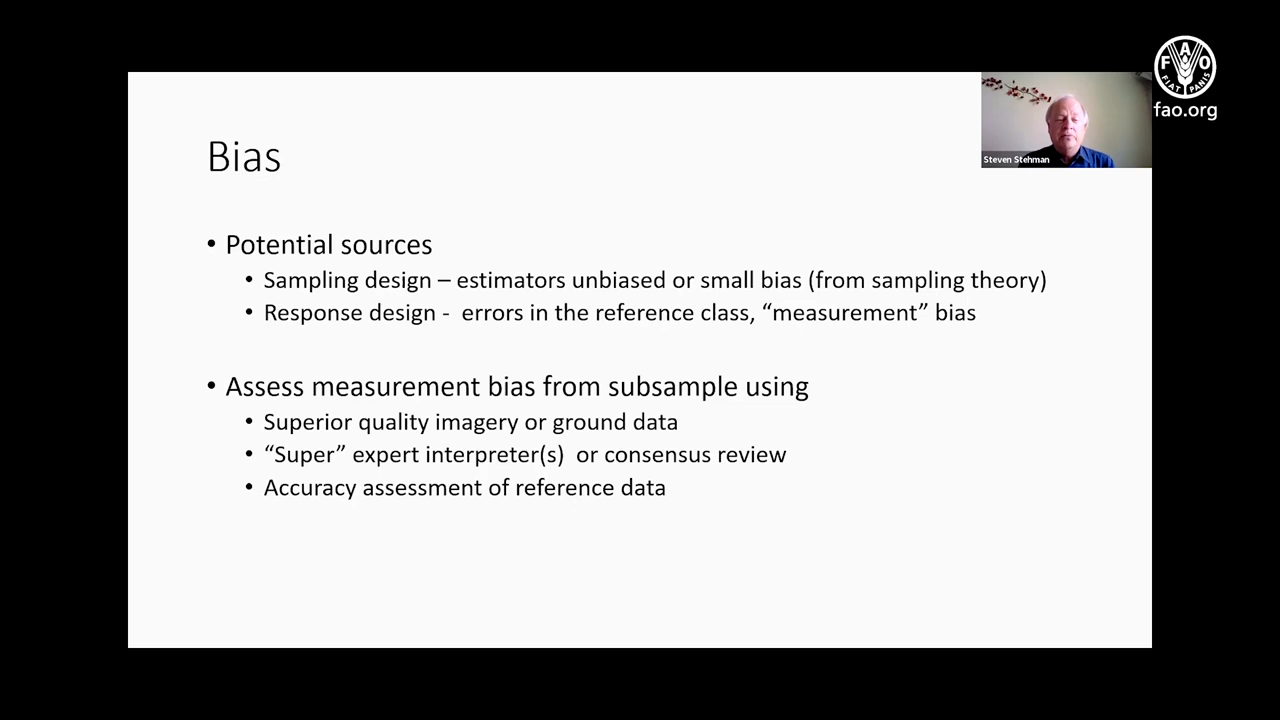 Bias
• Potential sources
• Sampling design – estimators unbiased or small bias (from sampling theory)
• Response design -  errors in the reference class, “measurement” bias
• Assess measurement bias from subsample using
• Superior quality imagery or ground data
• “Super” expert interpreter(s)  or consensus review
• Accuracy assessment of reference data
Steven Stehman
F A O
FIAT PANIS
fao.org